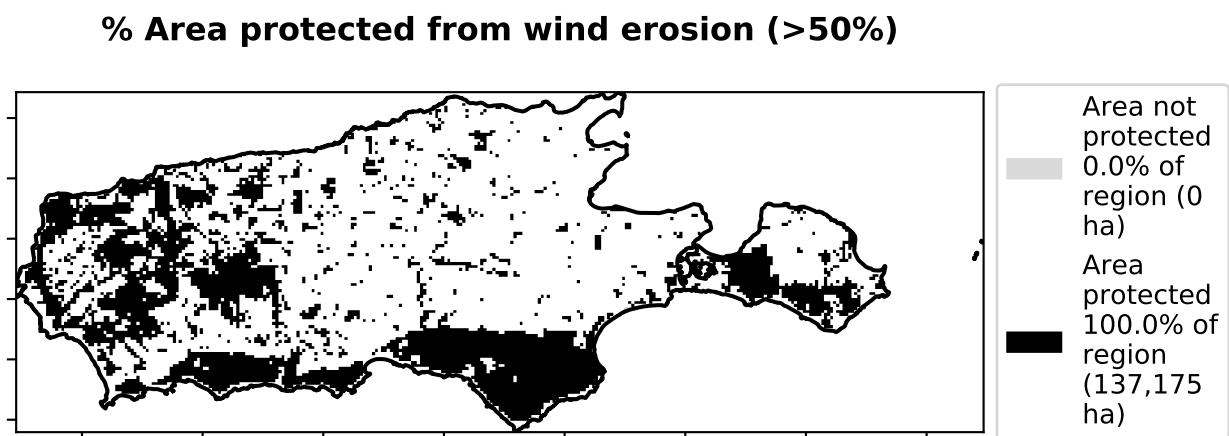 % Area protected from wind erosion (>50%)
Area not
protected
0.0% of
region (0
ha)
Area
protected
100.0% of
region
(137,175
ha)